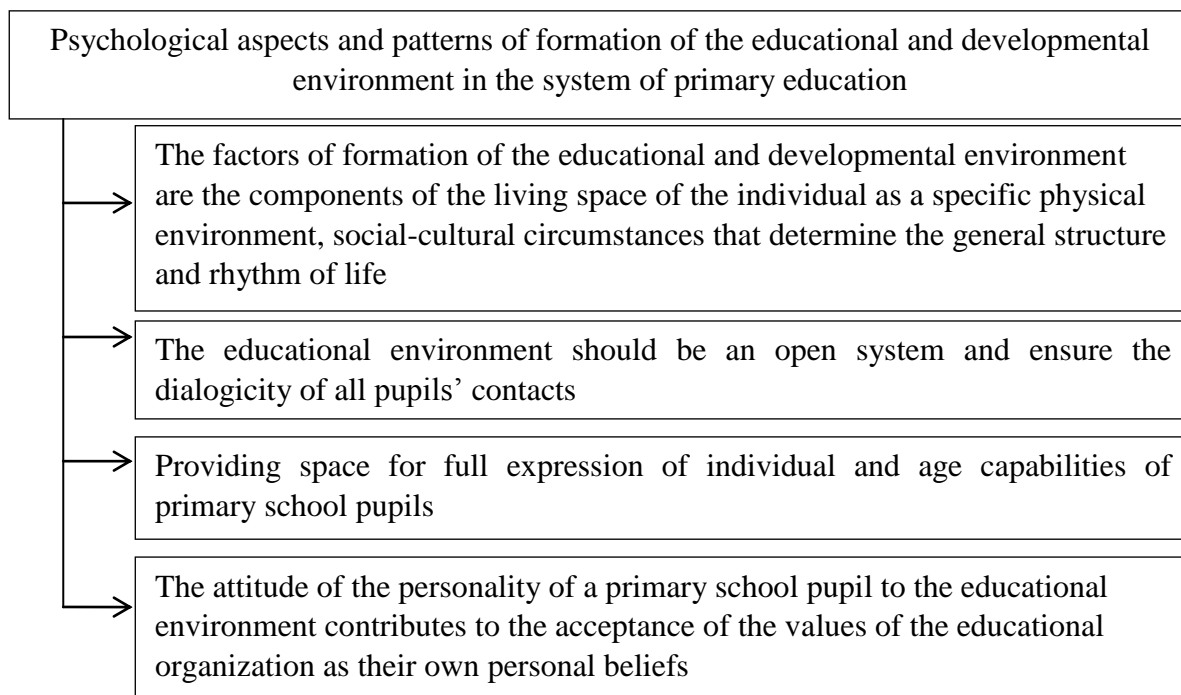 Psychological aspects and patterns of formation of the educational and developmental
environment in the system of primary education
The factors of formation of the educational and developmental environment
are the components of the living space of the individual as a specific physical
environment, social-cultural circumstances that determine the general structure
and rhythm of life
The educational environment should be an open system and ensure the
dialogicity of all pupils’ contacts
Providing space for full expression of individual and age capabilities of
primary school pupils
The attitude of the personality of a primary school pupil to the educational
environment contributes to the acceptance of the values of the educational
organization as their own personal beliefs